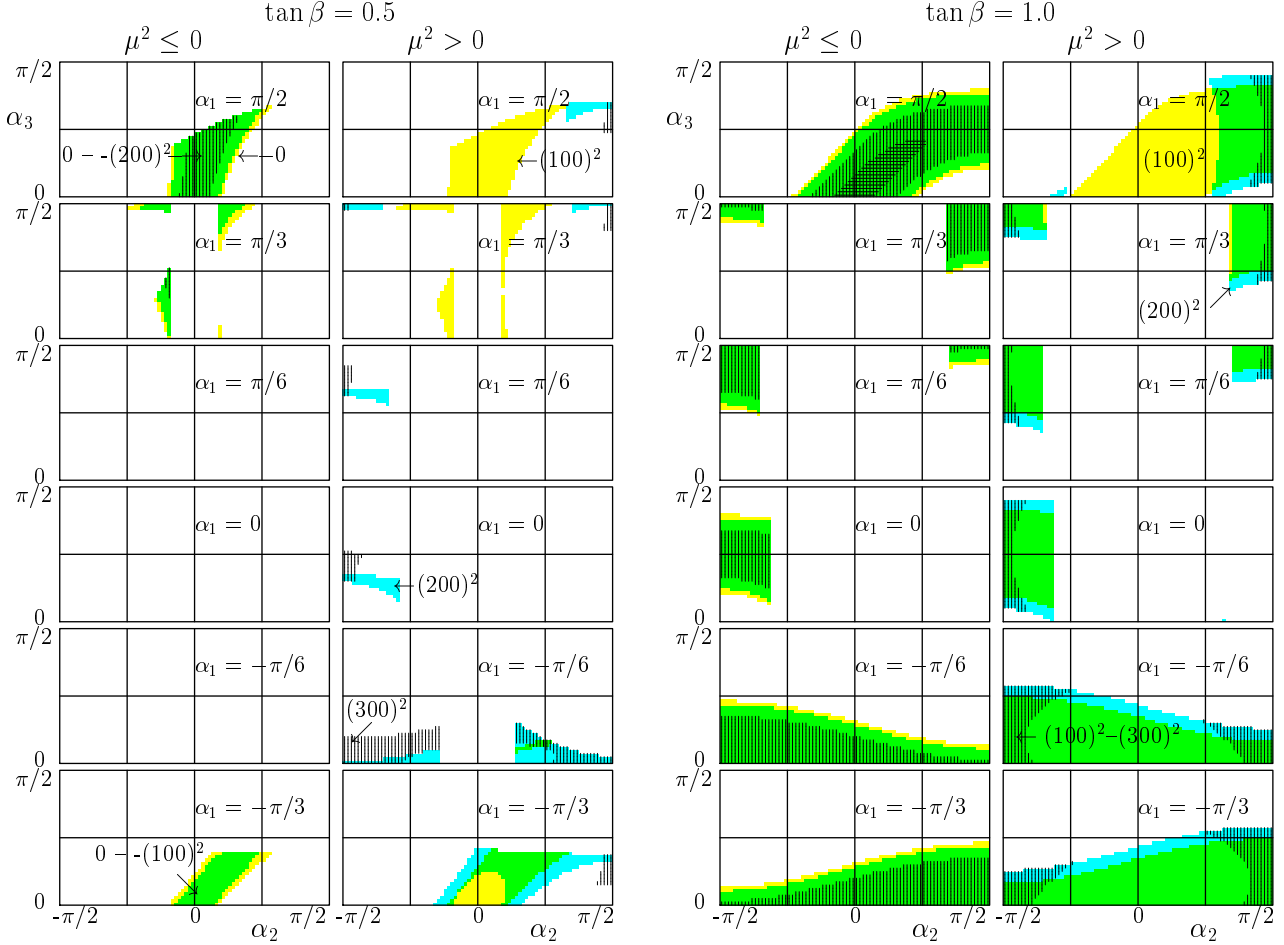 tan β = 0.5 tan β = 1.0
μ² ≤ 0 μ² > 0 μ² ≤ 0 μ² > 0
π/2 α₁ = π/2 α₁ = π/2 π/2 α₁ = π/2 α₁ = π/2
α₃ α₃
0 – -(200)² 0 (100)² (100)²
0 0
π/2 α₁ = π/3 α₁ = π/3 π/2 α₁ = π/3 α₁ = π/3
(200)²
0 0
π/2 α₁ = π/6 α₁ = π/6 π/2 α₁ = π/6 α₁ = π/6
0 0
π/2 α₁ = 0 α₁ = 0 π/2 α₁ = 0 α₁ = 0
(200)²
0 0
π/2 α₁ = −π/6 α₁ = −π/6 π/2 α₁ = −π/6 α₁ = −π/6
(300)² (100)²–(300)²
0 0
π/2 α₁ = −π/3 α₁ = −π/3 π/2 α₁ = −π/3 α₁ = −π/3
0 – -(100)²
0 0
-π/2 0 π/2 -π/2 0 π/2 -π/2 0 π/2 -π/2 0 π/2
α₂ α₂ α₂ α₂